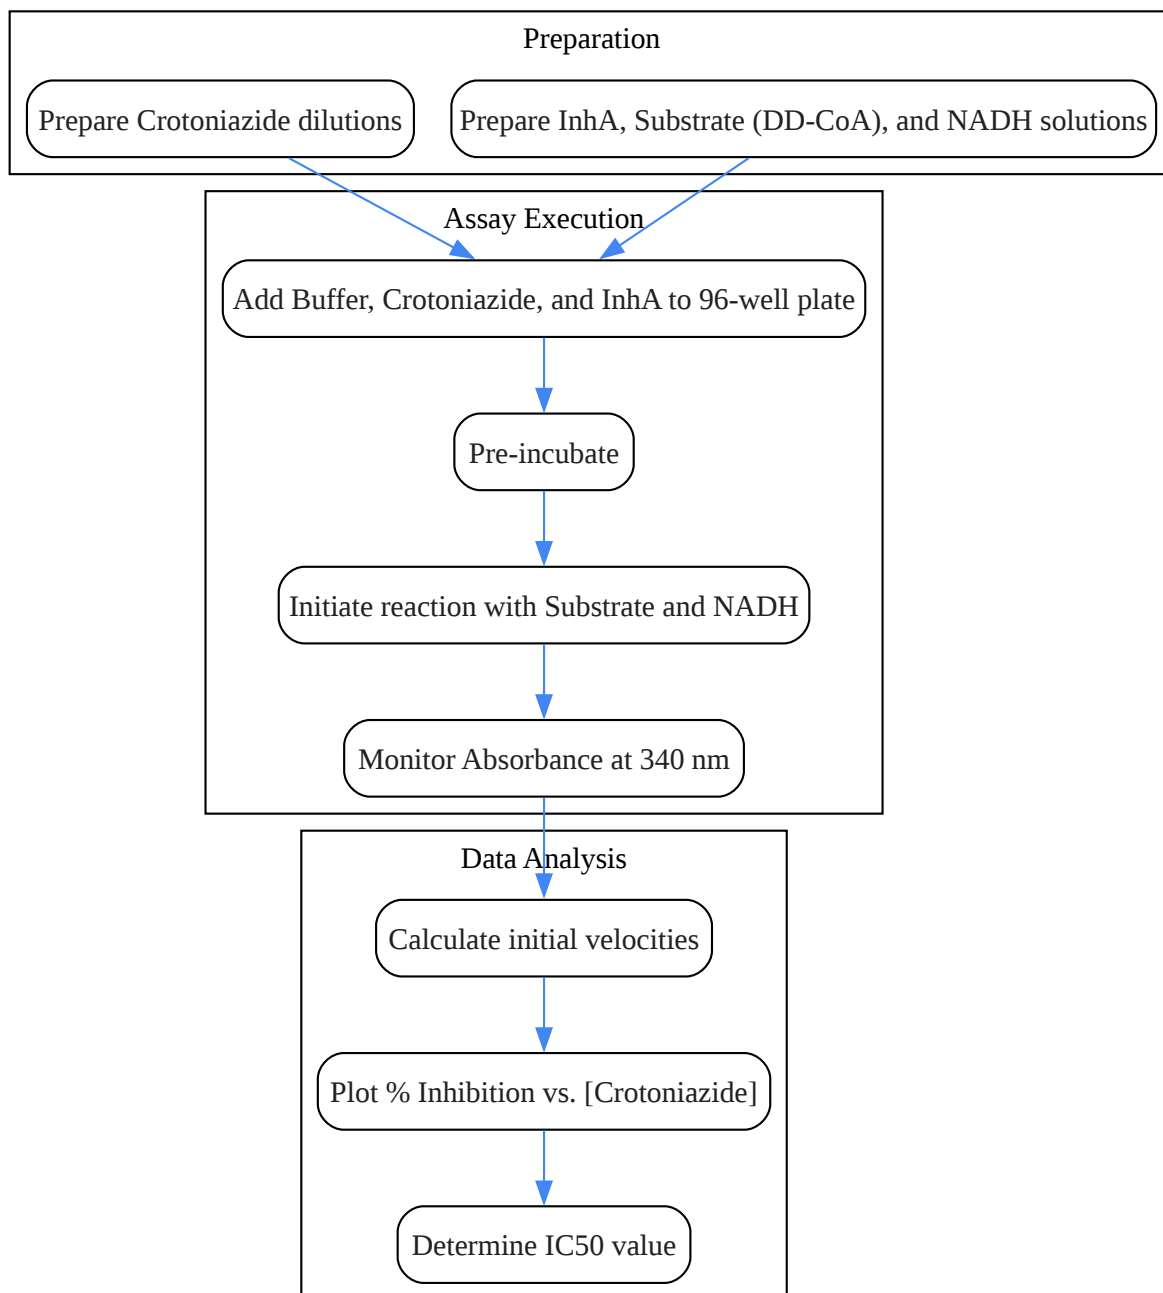 Preparation
Prepare Crotoniazide dilutions
Prepare InhA, Substrate (DD-CoA), and NADH solutions
Assay Execution
Add Buffer, Crotoniazide, and InhA to 96-well plate
Pre-incubate
Initiate reaction with Substrate and NADH
Monitor Absorbance at 340 nm
Data Analysis
Calculate initial velocities
Plot % Inhibition vs. [Crotoniazide]
Determine IC50 value